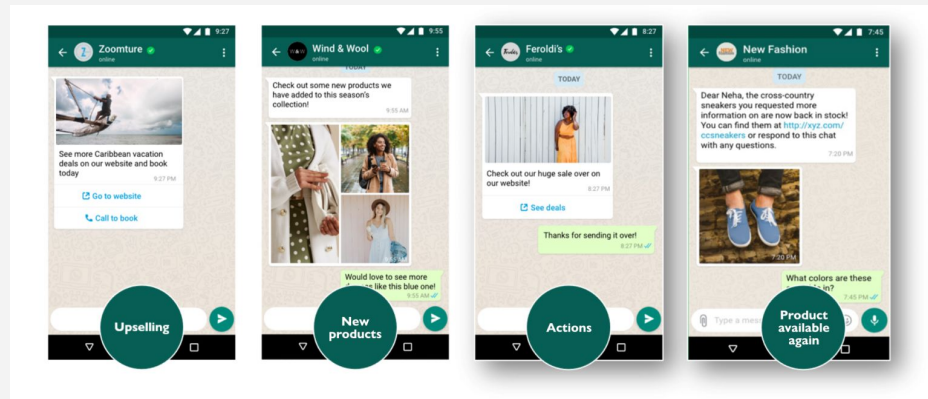 9:27
Zoomture
online
See more Caribbean vacation
deals on our website and book
today
9:27 PM
Go to website
Call to book
Upselling
9:55
W&W
Wind & Wool
online
TODAY
Check out some new products we
have added to this season's
collection!
9:55 AM
Would love to see more
like this blue one!
9:55 AM
New
products
8:27
Feroldi's
online
TODAY
Check out our huge sale over on
our website!
8:27 PM
See deals
Thanks for sending it over!
8:27 PM
Actions
7:45
New Fashion
online
TODAY
Dear Neha, the cross-country
sneakers you requested more
information on are now back in stock!
You can find them at http://xyz.com/
ccsneakers or respond to this chat
with any questions.
7:20 PM
7:20 PM
What colors are these
in?
7:45 PM
Type a
Product
available
again